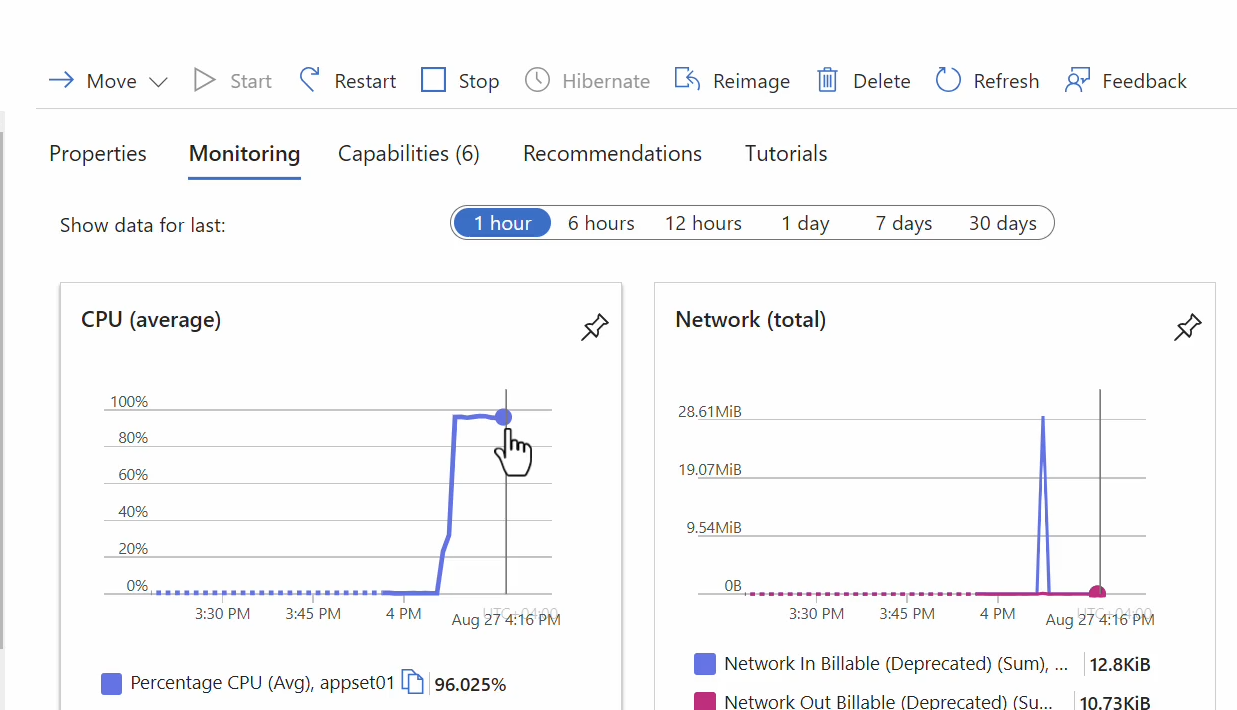 Move Start Restart Stop Hibernate Reimage Delete Refresh Feedback
Properties Monitoring Capabilities (6) Recommendations Tutorials
Show data for last: 1 hour 6 hours 12 hours 1 day 7 days 30 days
CPU (average)
100%
80%
60%
40%
20%
0%
3:30 PM 3:45 PM 4 PM UTC+04:00
Aug 27 4:16 PM
Percentage CPU (Avg), appset01 96.025%
Network (total)
28.61MiB
19.07MiB
9.54MiB
0B
3:30 PM 3:45 PM 4 PM UTC+04:00
Aug 27 4:16 PM
Network In Billable (Deprecated) (Sum), ... 12.8KiB
Network Out Billable (Deprecated) (Su... 10.73KiB